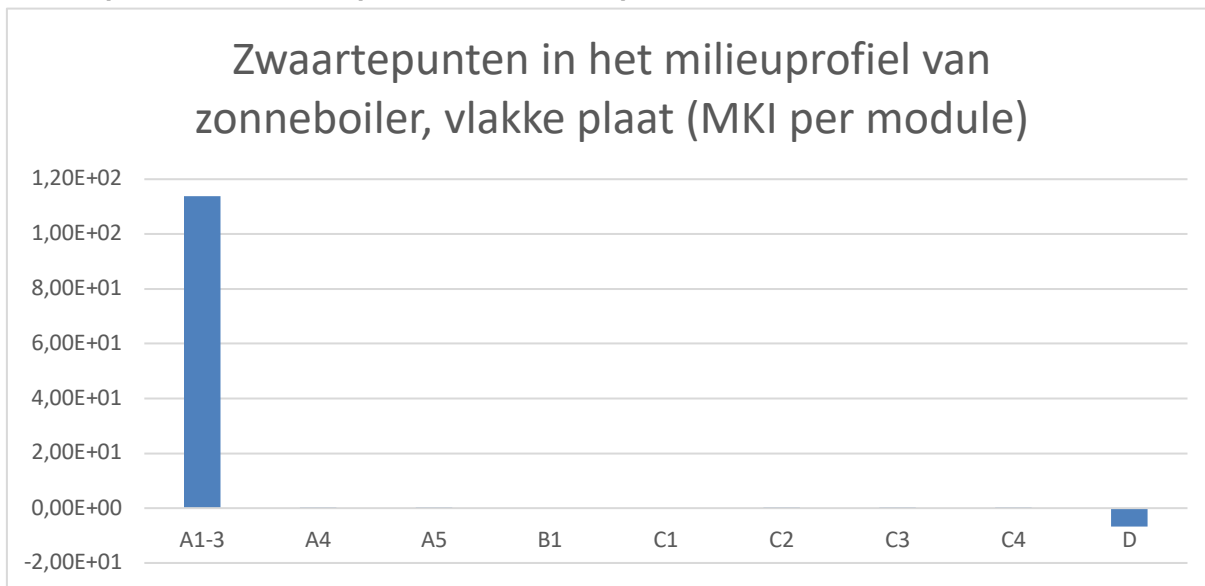 Zwaartepunten in het milieuprofiel van
zonneboiler, vlakke plaat (MKI per module)
1,20E+02
1,00E+02
8,00E+01
6,00E+01
4,00E+01
2,00E+01
0,00E+00
-2,00E+01
A1-3 A4 A5 B1 C1 C2 C3 C4 D